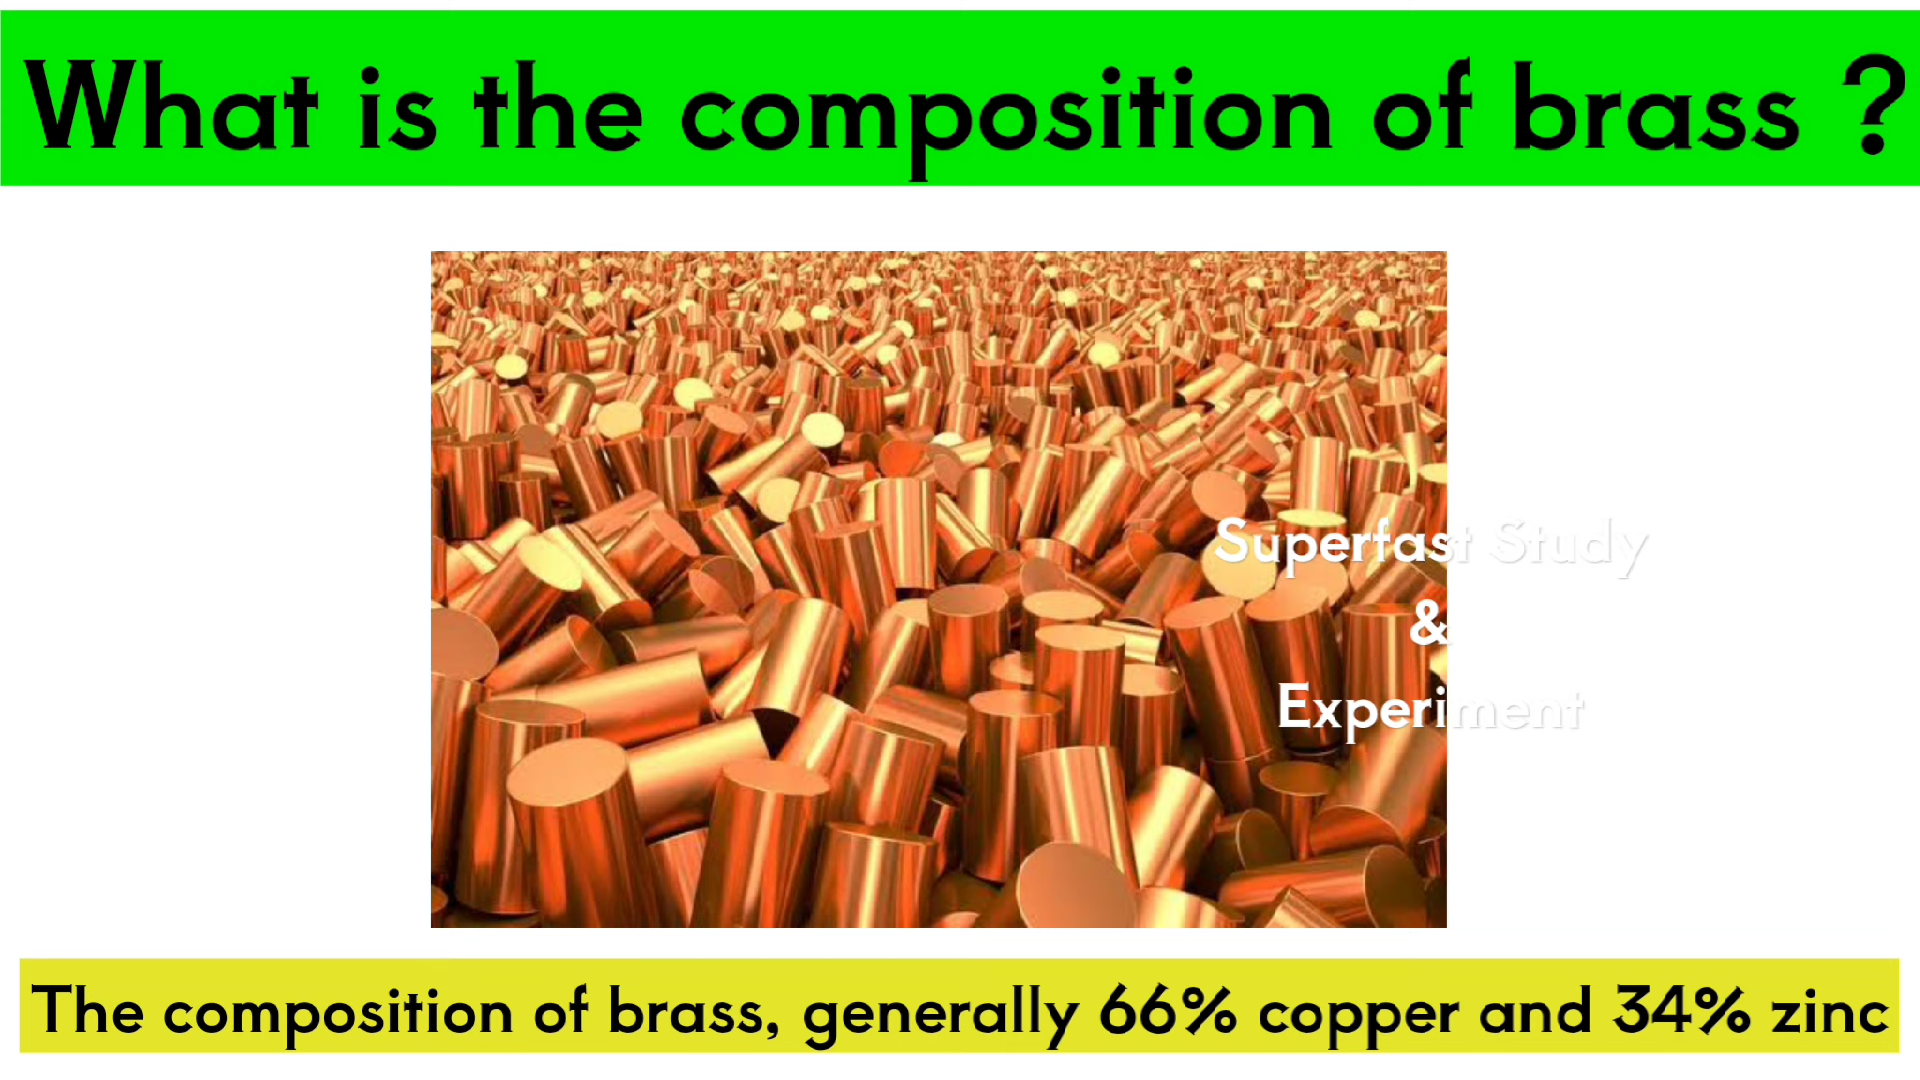 What is the composition of brass ?
Superfast Study
&
Experiment
The composition of brass, generally 66% copper and 34% zinc